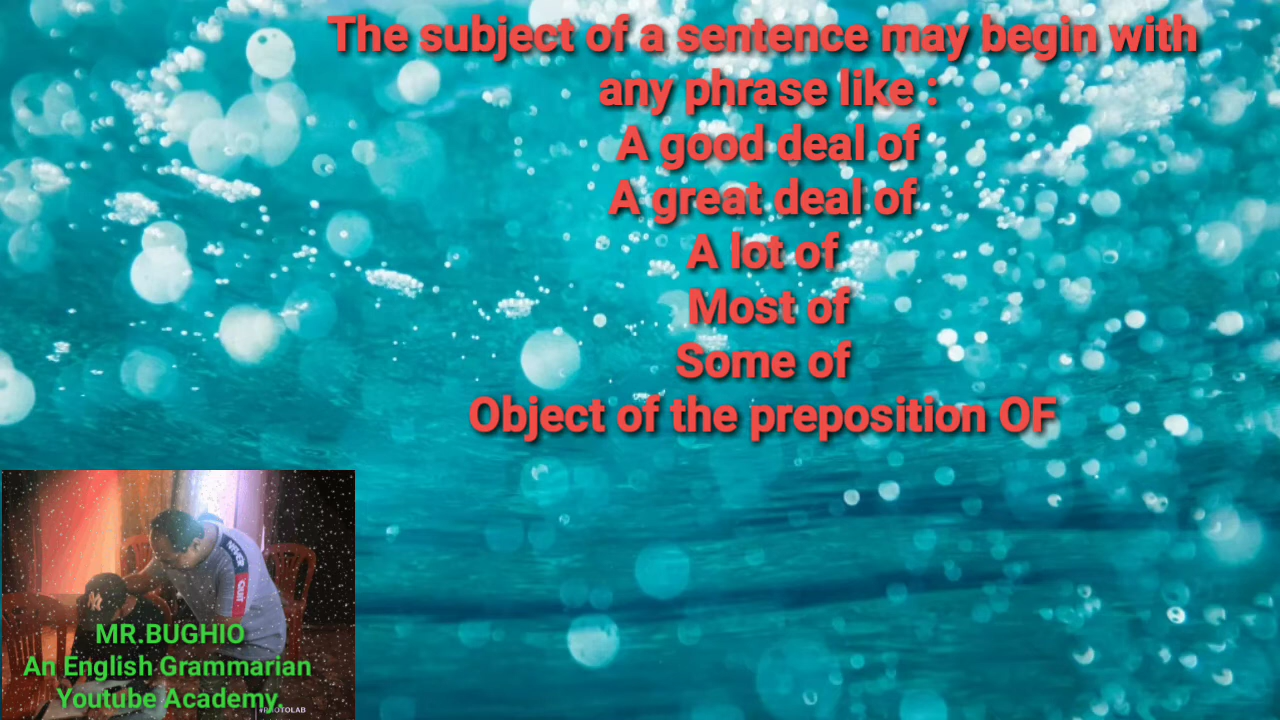 The subject of a sentence may begin with
any phrase like :
A good deal of
A great deal of
A lot of
Most of
Some of
Object of the preposition OF
MR.BUGHIO
An English Grammarian
Youtube Academy.